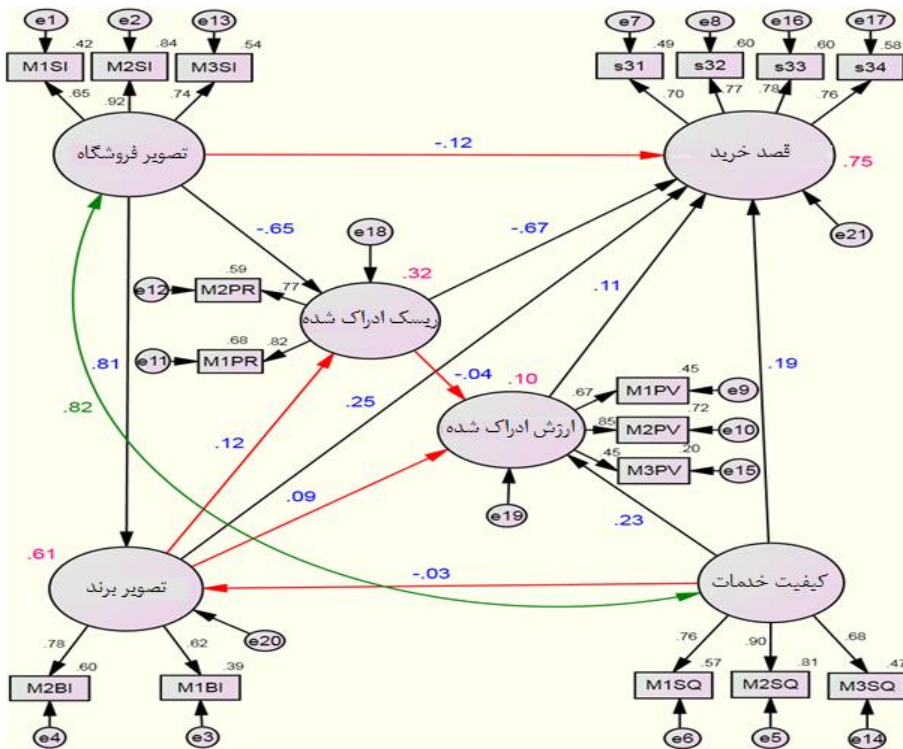 e1 e2 e13 e7 e8 e16 e17
.42 .84 .54 .49 .60 .60 .58
M1SI M2SI M3SI s31 s32 s33 s34
.65 .92 .74 .70 .77 .78 .76
تصویر فروشگاه
-.12
قصد خرید
.75
-.65
e18
-.67
e21
.59
e12 M2PR .77
.32
ریسک ادراک شده
.11
.68
e11 M1PR .82
.81
.82
-.04
.10
.25
.19
.45
.67 M1PV e9
.72
ارزش ادراک شده
.85 M2PV e10
.20
.45 M3PV e15
.12
.09
e19
.23
.61
تصویر برند
-.03
کیفیت خدمات
e20
.78 .62 .76 .90 .68
.60 .39 .57 .81 .47
M2BI M1BI M1SQ M2SQ M3SQ
e4 e3 e6 e5 e14